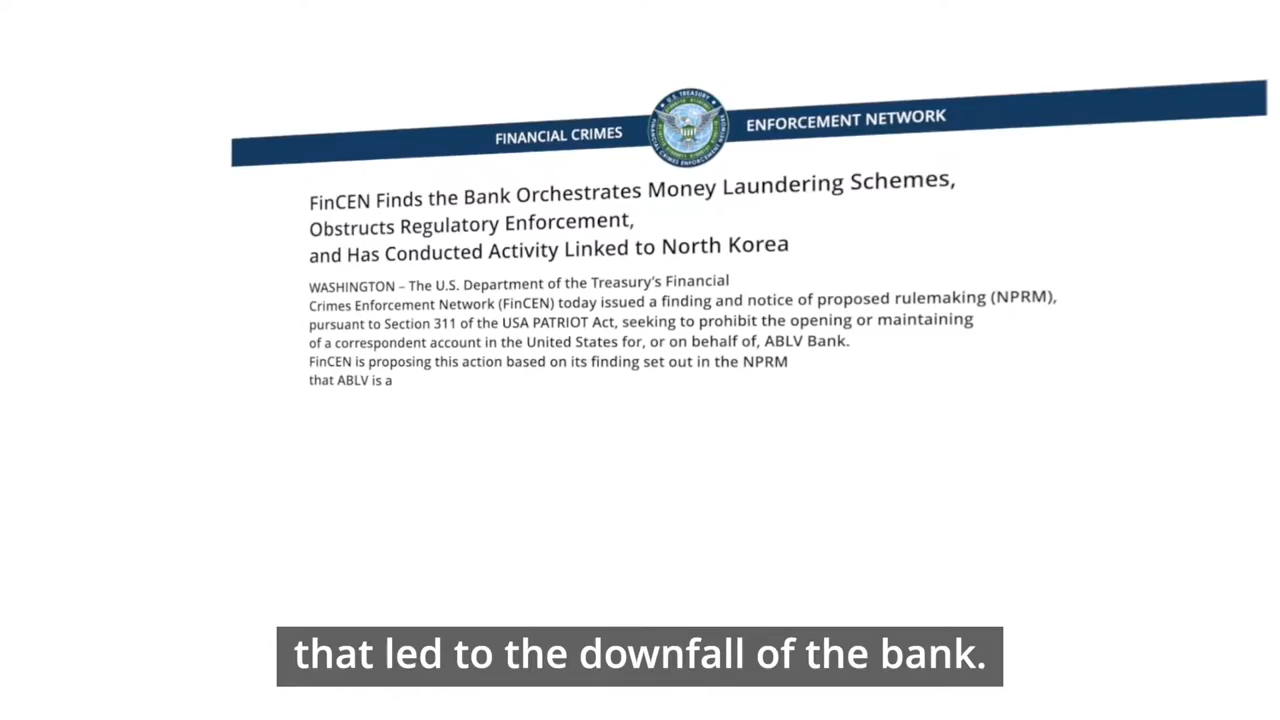 FINANCIAL CRIMES ENFORCEMENT NETWORK
U.S. TREASURY
FINANCIAL CRIMES ENFORCEMENT NETWORK
FinCEN Finds the Bank Orchestrates Money Laundering Schemes,
Obstructs Regulatory Enforcement,
and Has Conducted Activity Linked to North Korea
WASHINGTON – The U.S. Department of the Treasury's Financial
Crimes Enforcement Network (FinCEN) today issued a finding and notice of proposed rulemaking (NPRM),
pursuant to Section 311 of the USA PATRIOT Act, seeking to prohibit the opening or maintaining
of a correspondent account in the United States for, or on behalf of, ABLV Bank.
FinCEN is proposing this action based on its finding set out in the NPRM
that ABLV is a
that led to the downfall of the bank.